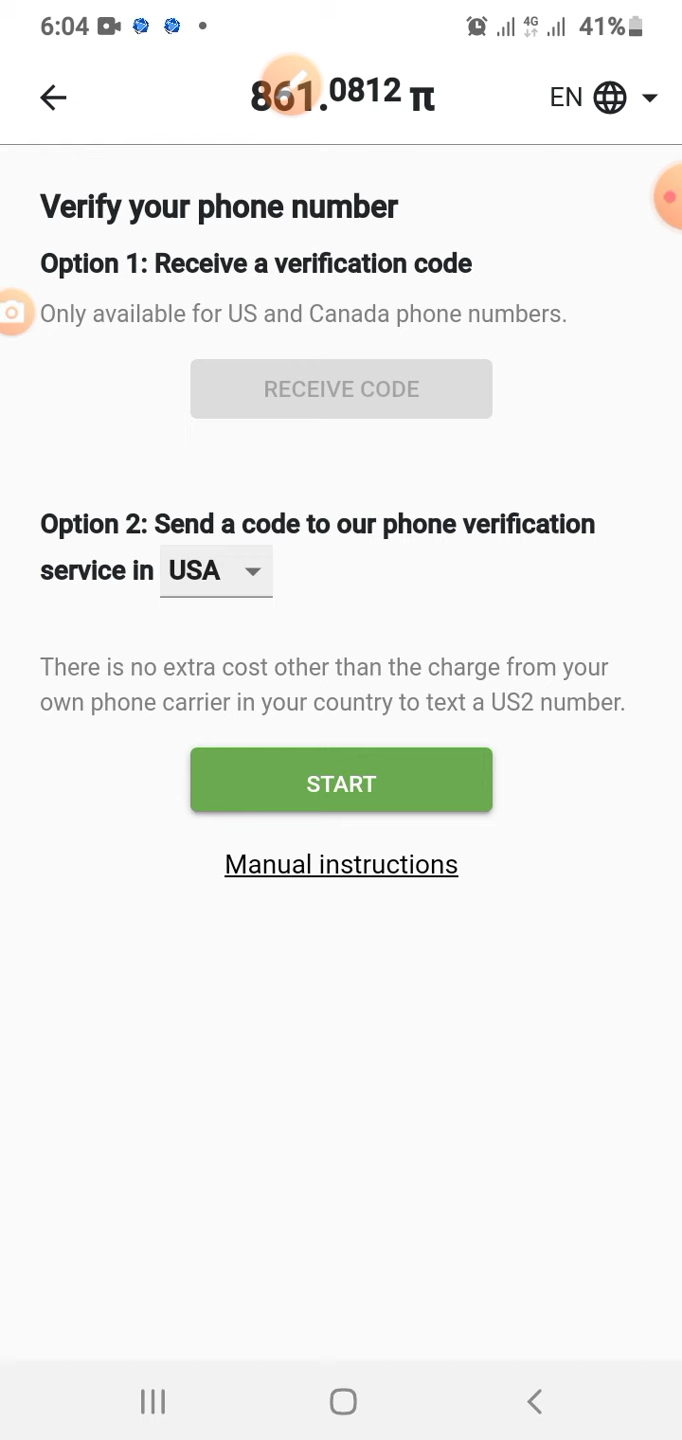 6:04 4G 41%
861.0812 π EN
Verify your phone number
Option 1: Receive a verification code
Only available for US and Canada phone numbers.
RECEIVE CODE
Option 2: Send a code to our phone verification
service in USA
There is no extra cost other than the charge from your
own phone carrier in your country to text a US2 number.
START
Manual instructions